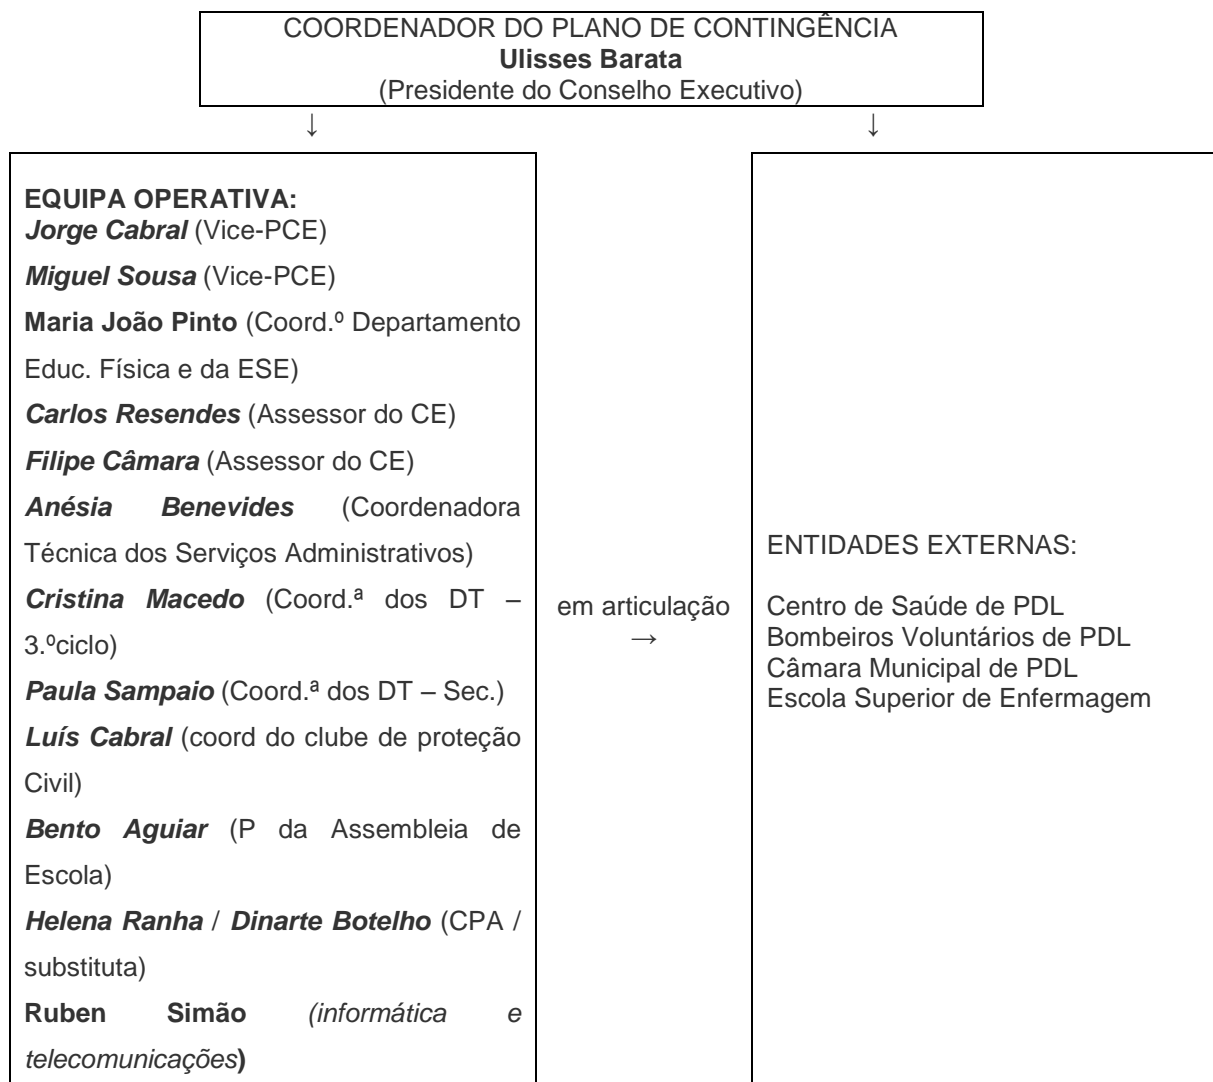 COORDENADOR DO PLANO DE CONTINGÊNCIA
Ulisses Barata
(Presidente do Conselho Executivo)
↓ ↓
EQUIPA OPERATIVA:
Jorge Cabral (Vice-PCE)
Miguel Sousa (Vice-PCE)
Maria João Pinto (Coord.º Departamento
Educ. Física e da ESE)
Carlos Resendes (Assessor do CE)
Filipe Câmara (Assessor do CE)
Anésia Benevides (Coordenadora
Técnica dos Serviços Administrativos)
Cristina Macedo (Coord.ª dos DT –
3.ºciclo)
Paula Sampaio (Coord.ª dos DT – Sec.)
Luís Cabral (coord do clube de proteção
Civil)
Bento Aguiar (P da Assembleia de
Escola)
Helena Ranha / Dinarte Botelho (CPA /
substituta)
Ruben Simão (informática e
telecomunicações)
em articulação
→
ENTIDADES EXTERNAS:
Centro de Saúde de PDL
Bombeiros Voluntários de PDL
Câmara Municipal de PDL
Escola Superior de Enfermagem